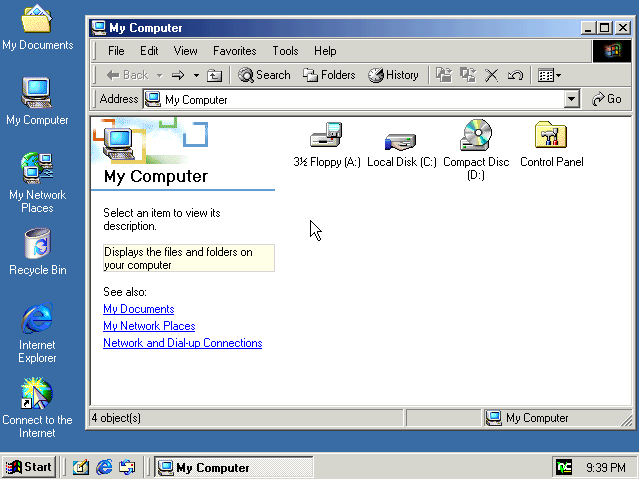 My Documents
My Computer
My Network
Places
Recycle Bin
Internet
Explorer
Connect to the
Internet
My Computer
File Edit View Favorites Tools Help
Back Search Folders History
Address My Computer Go
My Computer
Select an item to view its
description.
Displays the files and folders on
your computer
See also:
My Documents
My Network Places
Network and Dial-up Connections
3½ Floppy (A:) Local Disk (C:) Compact Disc Control Panel
(D:)
4 object(s) My Computer
Start My Computer 9:39 PM